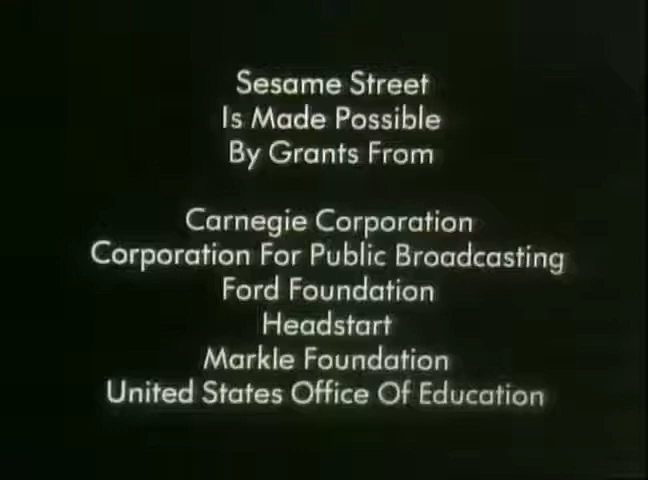 Sesame Street
Is Made Possible
By Grants From
Carnegie Corporation
Corporation For Public Broadcasting
Ford Foundation
Headstart
Markle Foundation
United States Office Of Education